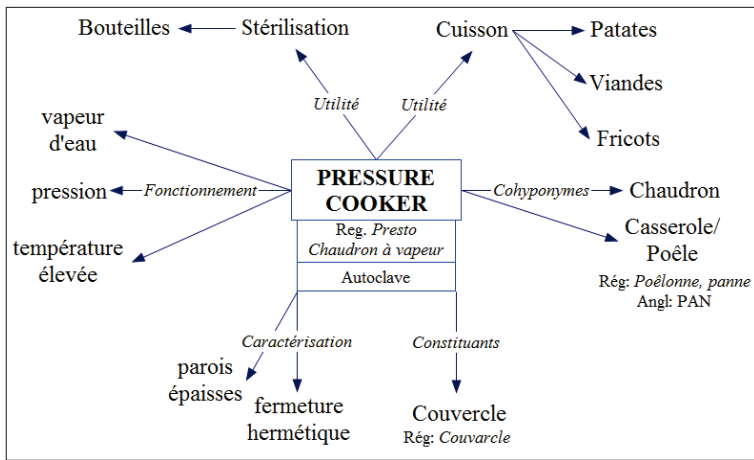 Bouteilles
Stérilisation
Cuisson
Patates
Viandes
Fricots
Utilité
Utilité
vapeur
d'eau
pression
Fonctionnement
température
élevée
PRESSURE
COOKER
Reg. Presto
Chaudron à vapeur
Autoclave
Cohyponymes
Chaudron
Casserole/
Poêle
Rég: Poêlonne, panne
Angl: PAN
Caractérisation
parois
épaisses
fermeture
hermétique
Constituants
Couvercle
Rég: Couvarcle